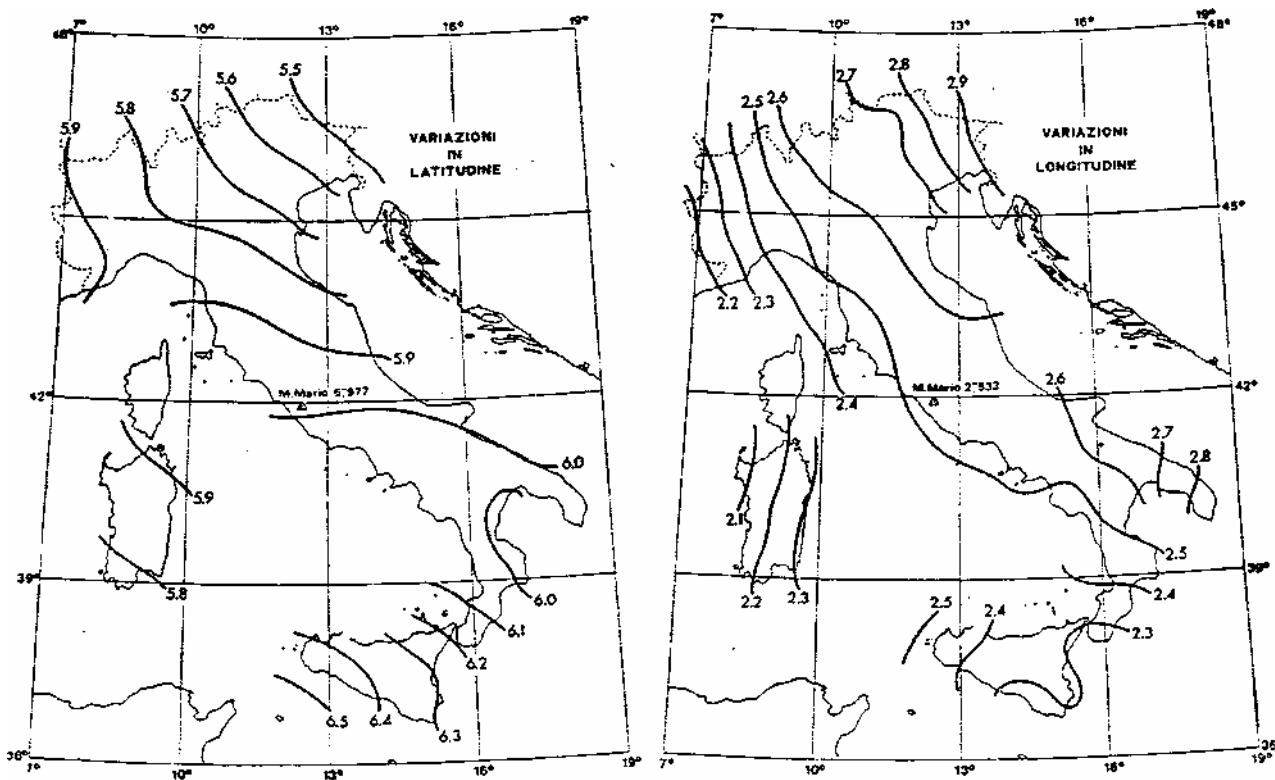 7° 10° 13° 16° 19°
48°
5.9 5.8 5.7 5.6 5.5
VARIAZIONI
IN
LATITUDINE
5.9
M.Mario 5",977
42°
6.0
5.9
39°
5.8
6.0
6.1
6.2
6.5 6.4 6.3
36°
7° 10° 13° 16° 19°
7° 10° 13° 16° 19°
48°
2.5 2.6 2.7 2.8 2.9
VARIAZIONI
IN
LONGITUDINE
45°
2.2 2.3
M.Mario 2",533
42°
2.4
2.6
2.7
2.8
2.1
2.5
39°
2.2 2.3
2.4
2.5 2.4
2.3
36
7° 10° 13° 16° 19°